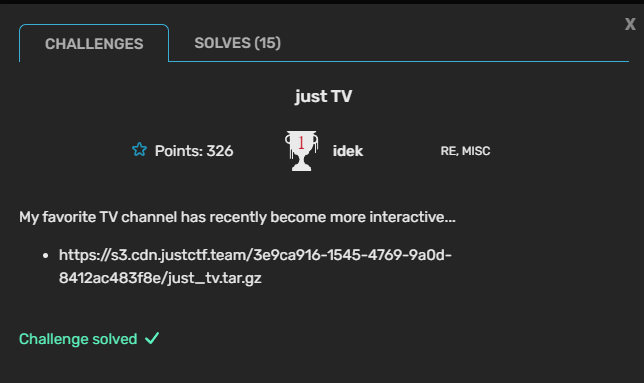 X
CHALLENGES
SOLVES (15)
just TV
Points: 326
1
idek
RE, MISC
My favorite TV channel has recently become more interactive...
• https://s3.cdn.justctf.team/3e9ca916-1545-4769-9a0d-
8412ac483f8e/just_tv.tar.gz
Challenge solved ✓